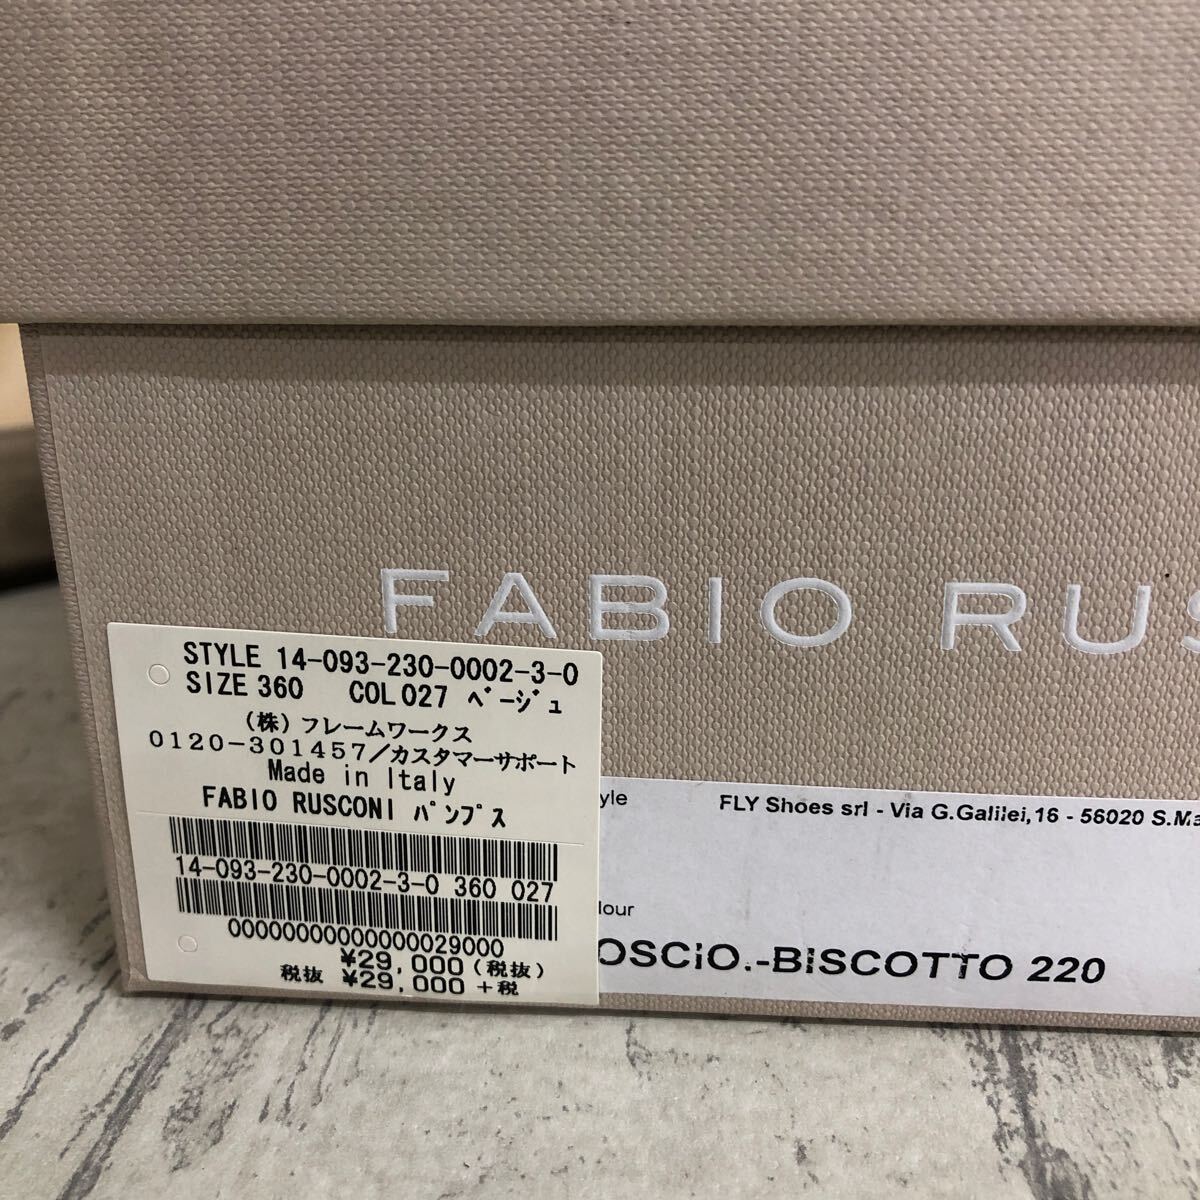 FABIO RUS
STYLE 14-093-230-0002-3-0
SIZE 360 COL 027 ベージュ
(株)フレームワークス
0120-301457/カスタマーサポート
Made in Italy
FABIO RUSCONI パンプス
14-093-230-0002-3-0 360 027
00000000000000029000
¥29,000(税抜)
税抜 ¥29,000+税
yle FLY Shoes srl - Via G.Galilei,16 - 56020 S.Ma
lour
OSCiO.-BISCOTTO 220